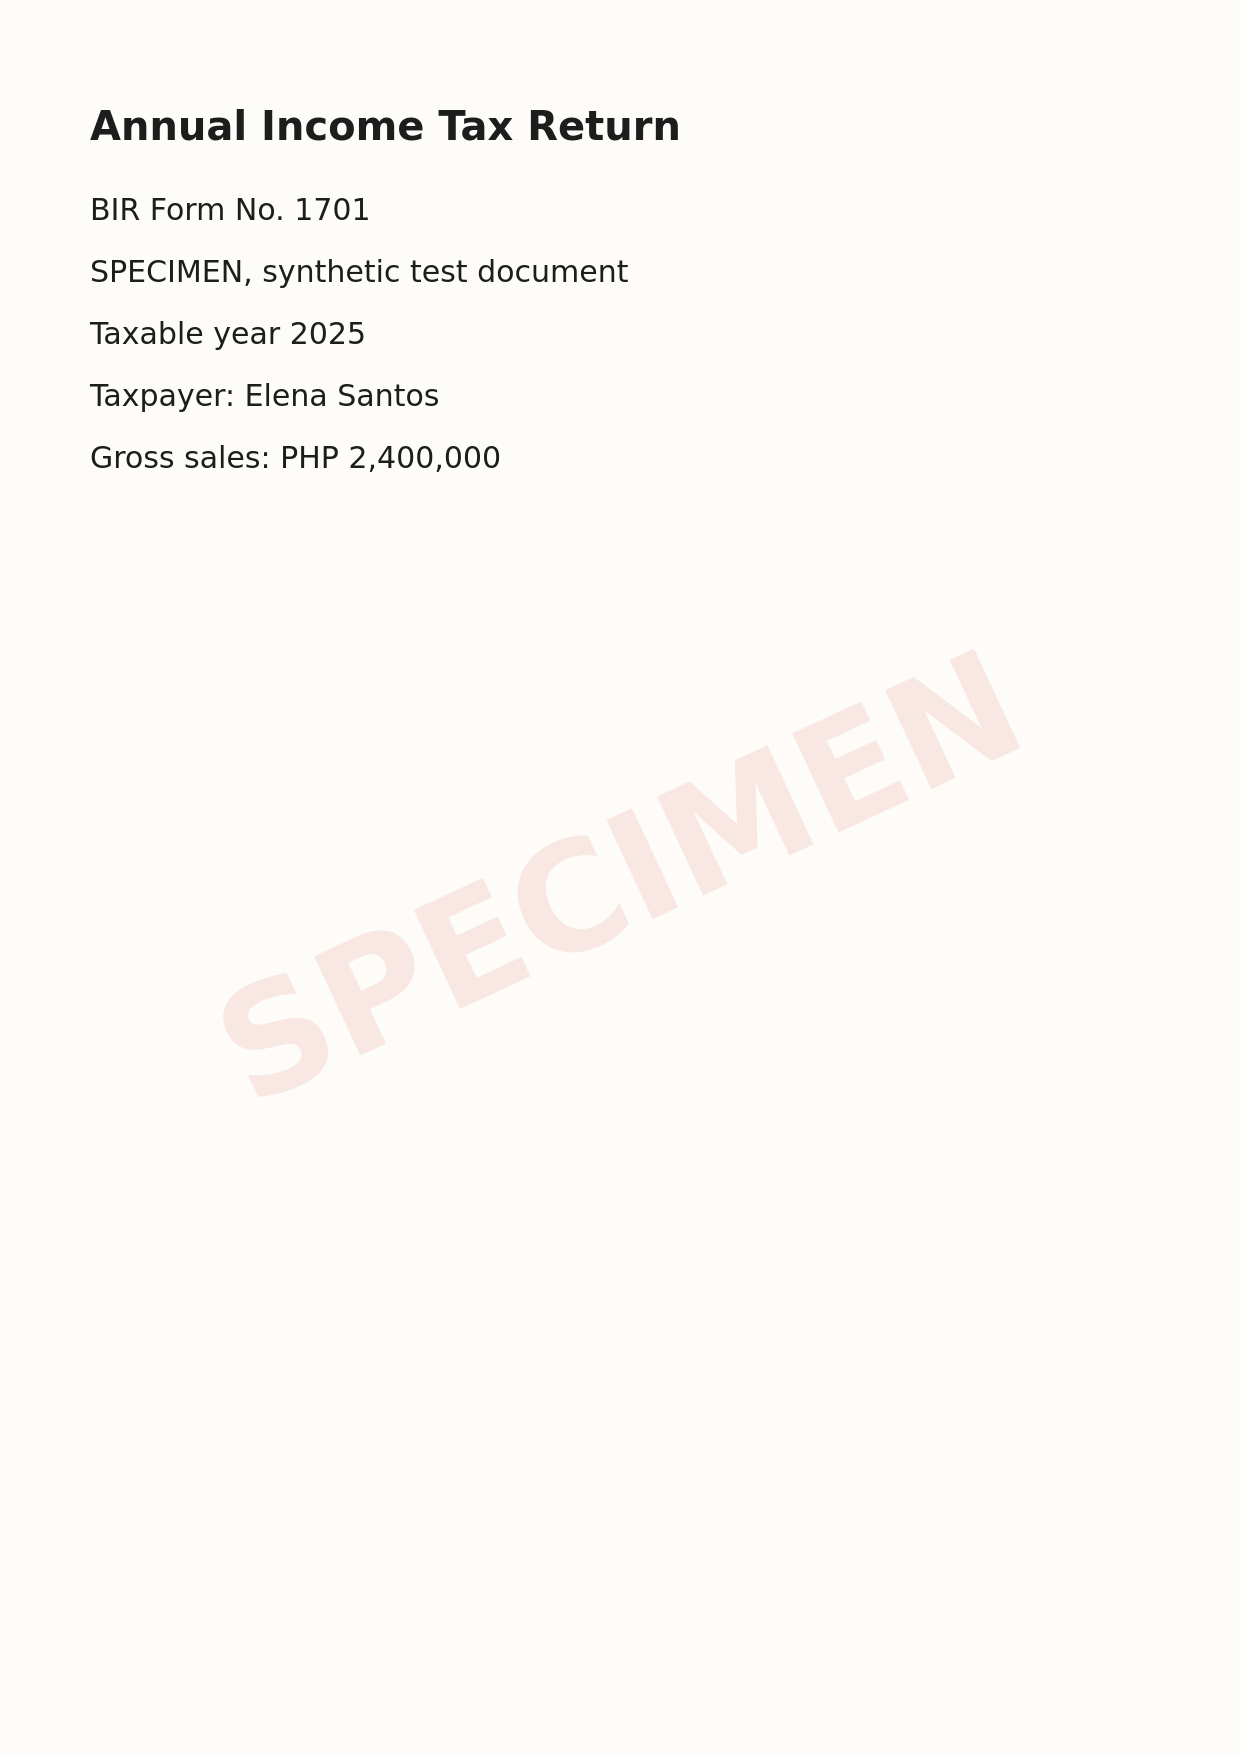 Annual Income Tax Return
BIR Form No. 1701
SPECIMEN, synthetic test document
Taxable year 2025
Taxpayer: Elena Santos
Gross sales: PHP 2,400,000
SPECIMEN